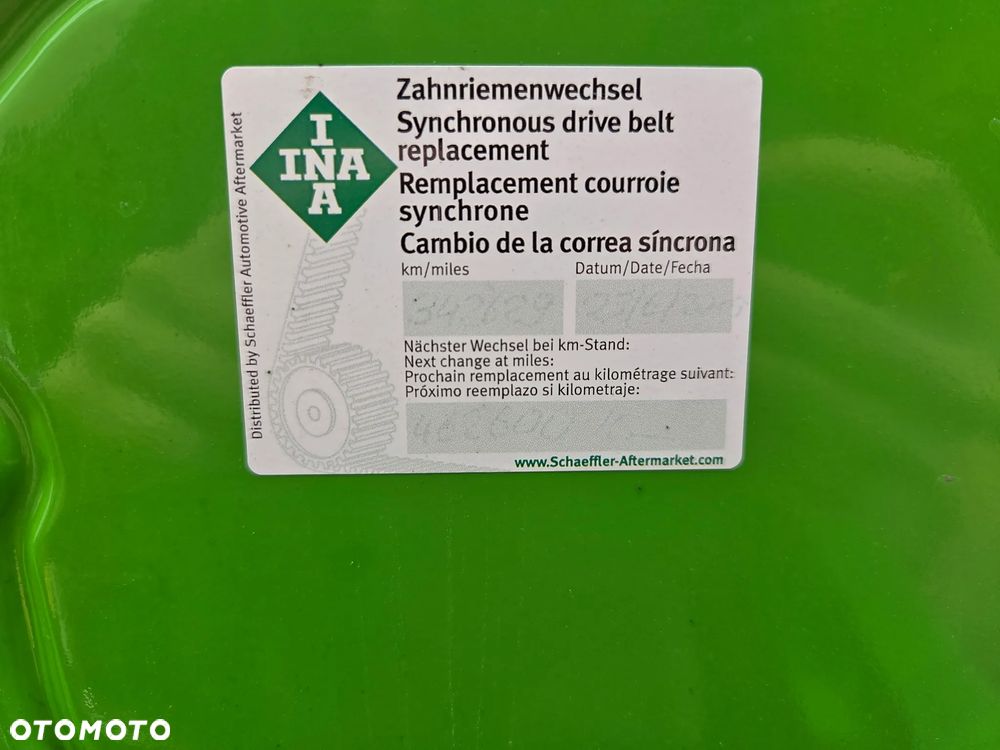 INA
INA
Distributed by Schaeffler Automotive Aftermarket
Zahnriemenwechsel
Synchronous drive belt
replacement
Remplacement courroie
synchrone
Cambio de la correa síncrona
km/miles
Datum/Date/Fecha
Nächster Wechsel bei km-Stand:
Next change at miles:
Prochain remplacement au kilométrage suivant:
Próximo reemplazo si kilometraje:
www.Schaeffler-Aftermarket.com
OTOMOTO